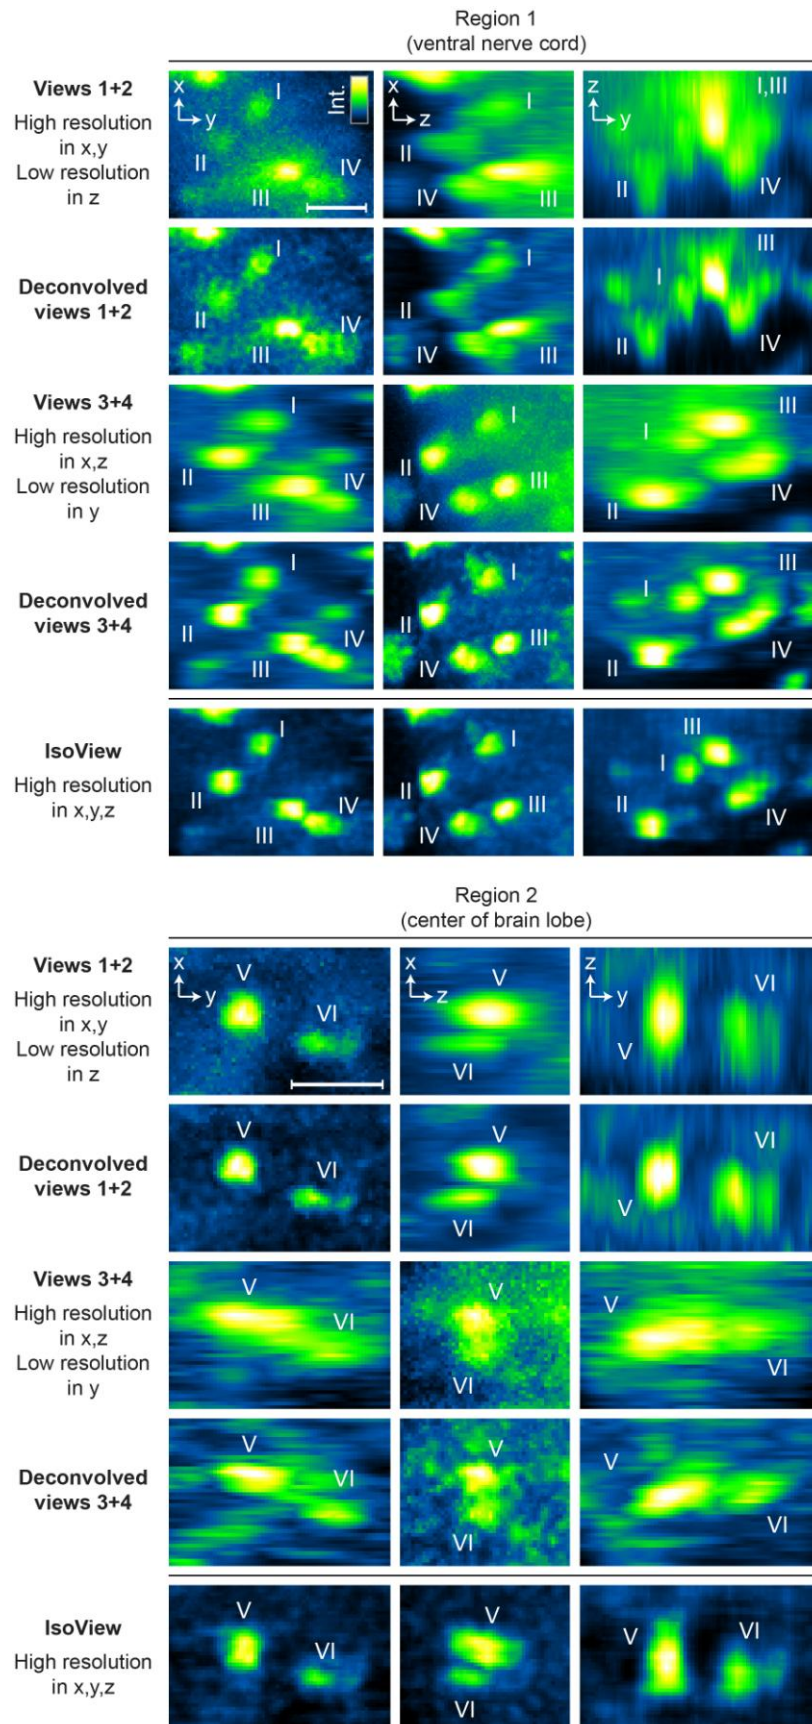 Region 1
(ventral nerve cord)
Views 1+2
High resolution
in x,y
Low resolution
in z
x
y
I
Int.
II
III
IV
x
z
I
II
IV
III
z
y
I,III
II
IV
Deconvolved
views 1+2
I
II
III
IV
I
II
IV
III
III
I
II
IV
Views 3+4
High resolution
in x,z
Low resolution
in y
I
II
III
IV
I
II
IV
III
III
I
II
IV
Deconvolved
views 3+4
I
II
III
IV
I
II
IV
III
III
I
II
IV
IsoView
High resolution
in x,y,z
I
II
III
IV
I
II
IV
III
III
I
II
IV
Region 2
(center of brain lobe)
Views 1+2
High resolution
in x,y
Low resolution
in z
x
y
V
VI
x
z
V
VI
z
y
VI
V
Deconvolved
views 1+2
V
VI
V
VI
VI
V
Views 3+4
High resolution
in x,z
Low resolution
in y
V
VI
V
VI
V
VI
Deconvolved
views 3+4
V
VI
V
VI
V
VI
IsoView
High resolution
in x,y,z
V
VI
V
VI
V
VI